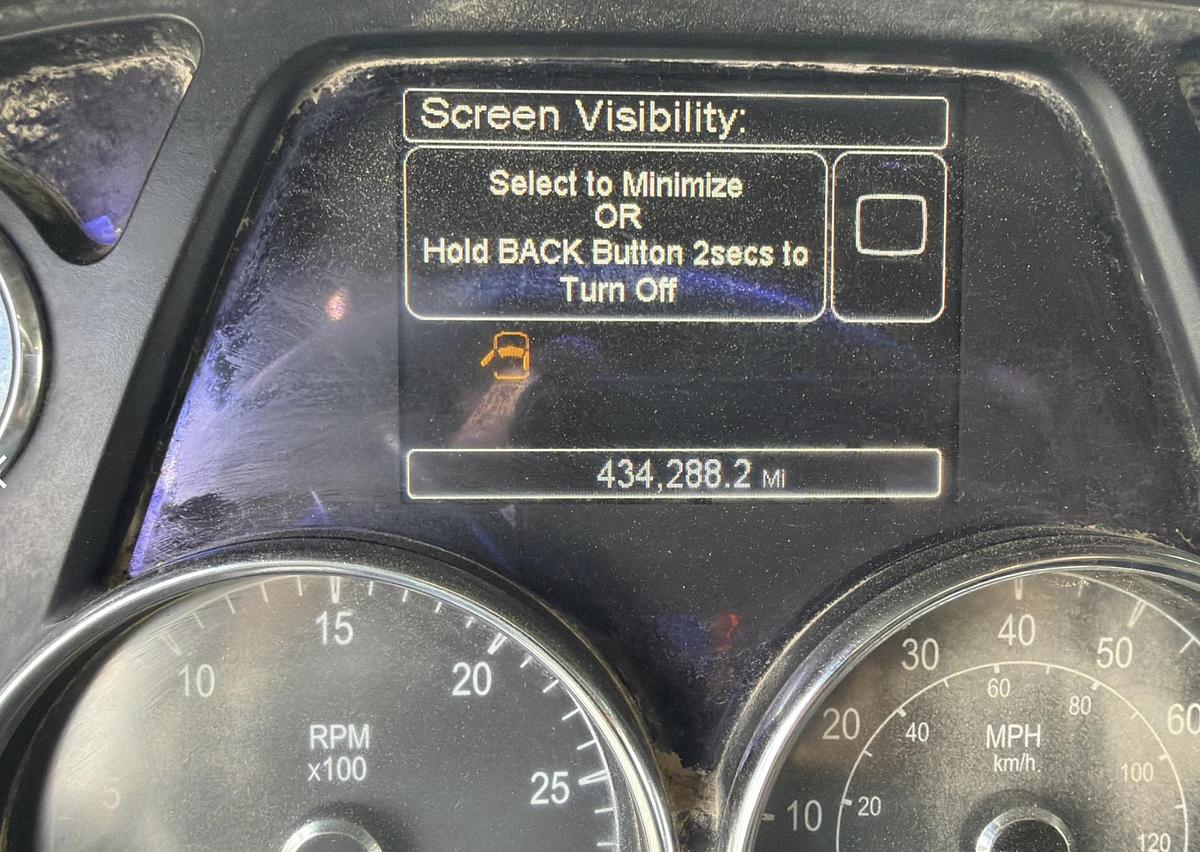 Screen Visibility:
Select to Minimize
OR
Hold BACK Button 2secs to
Turn Off
434,288.2 MI
5
10
15
20
25
RPM
x100
10
20
30
40
50
60
20
40
60
80
100
120
MPH
km/h